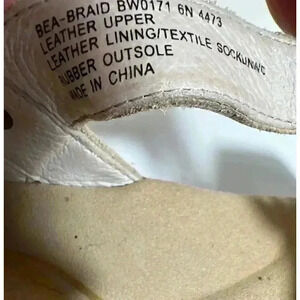 BEA-BRAID BW0171 6N 4473
LEATHER UPPER
LEATHER LINING/TEXTILE SOCKLINING
RUBBER OUTSOLE
MADE IN CHINA